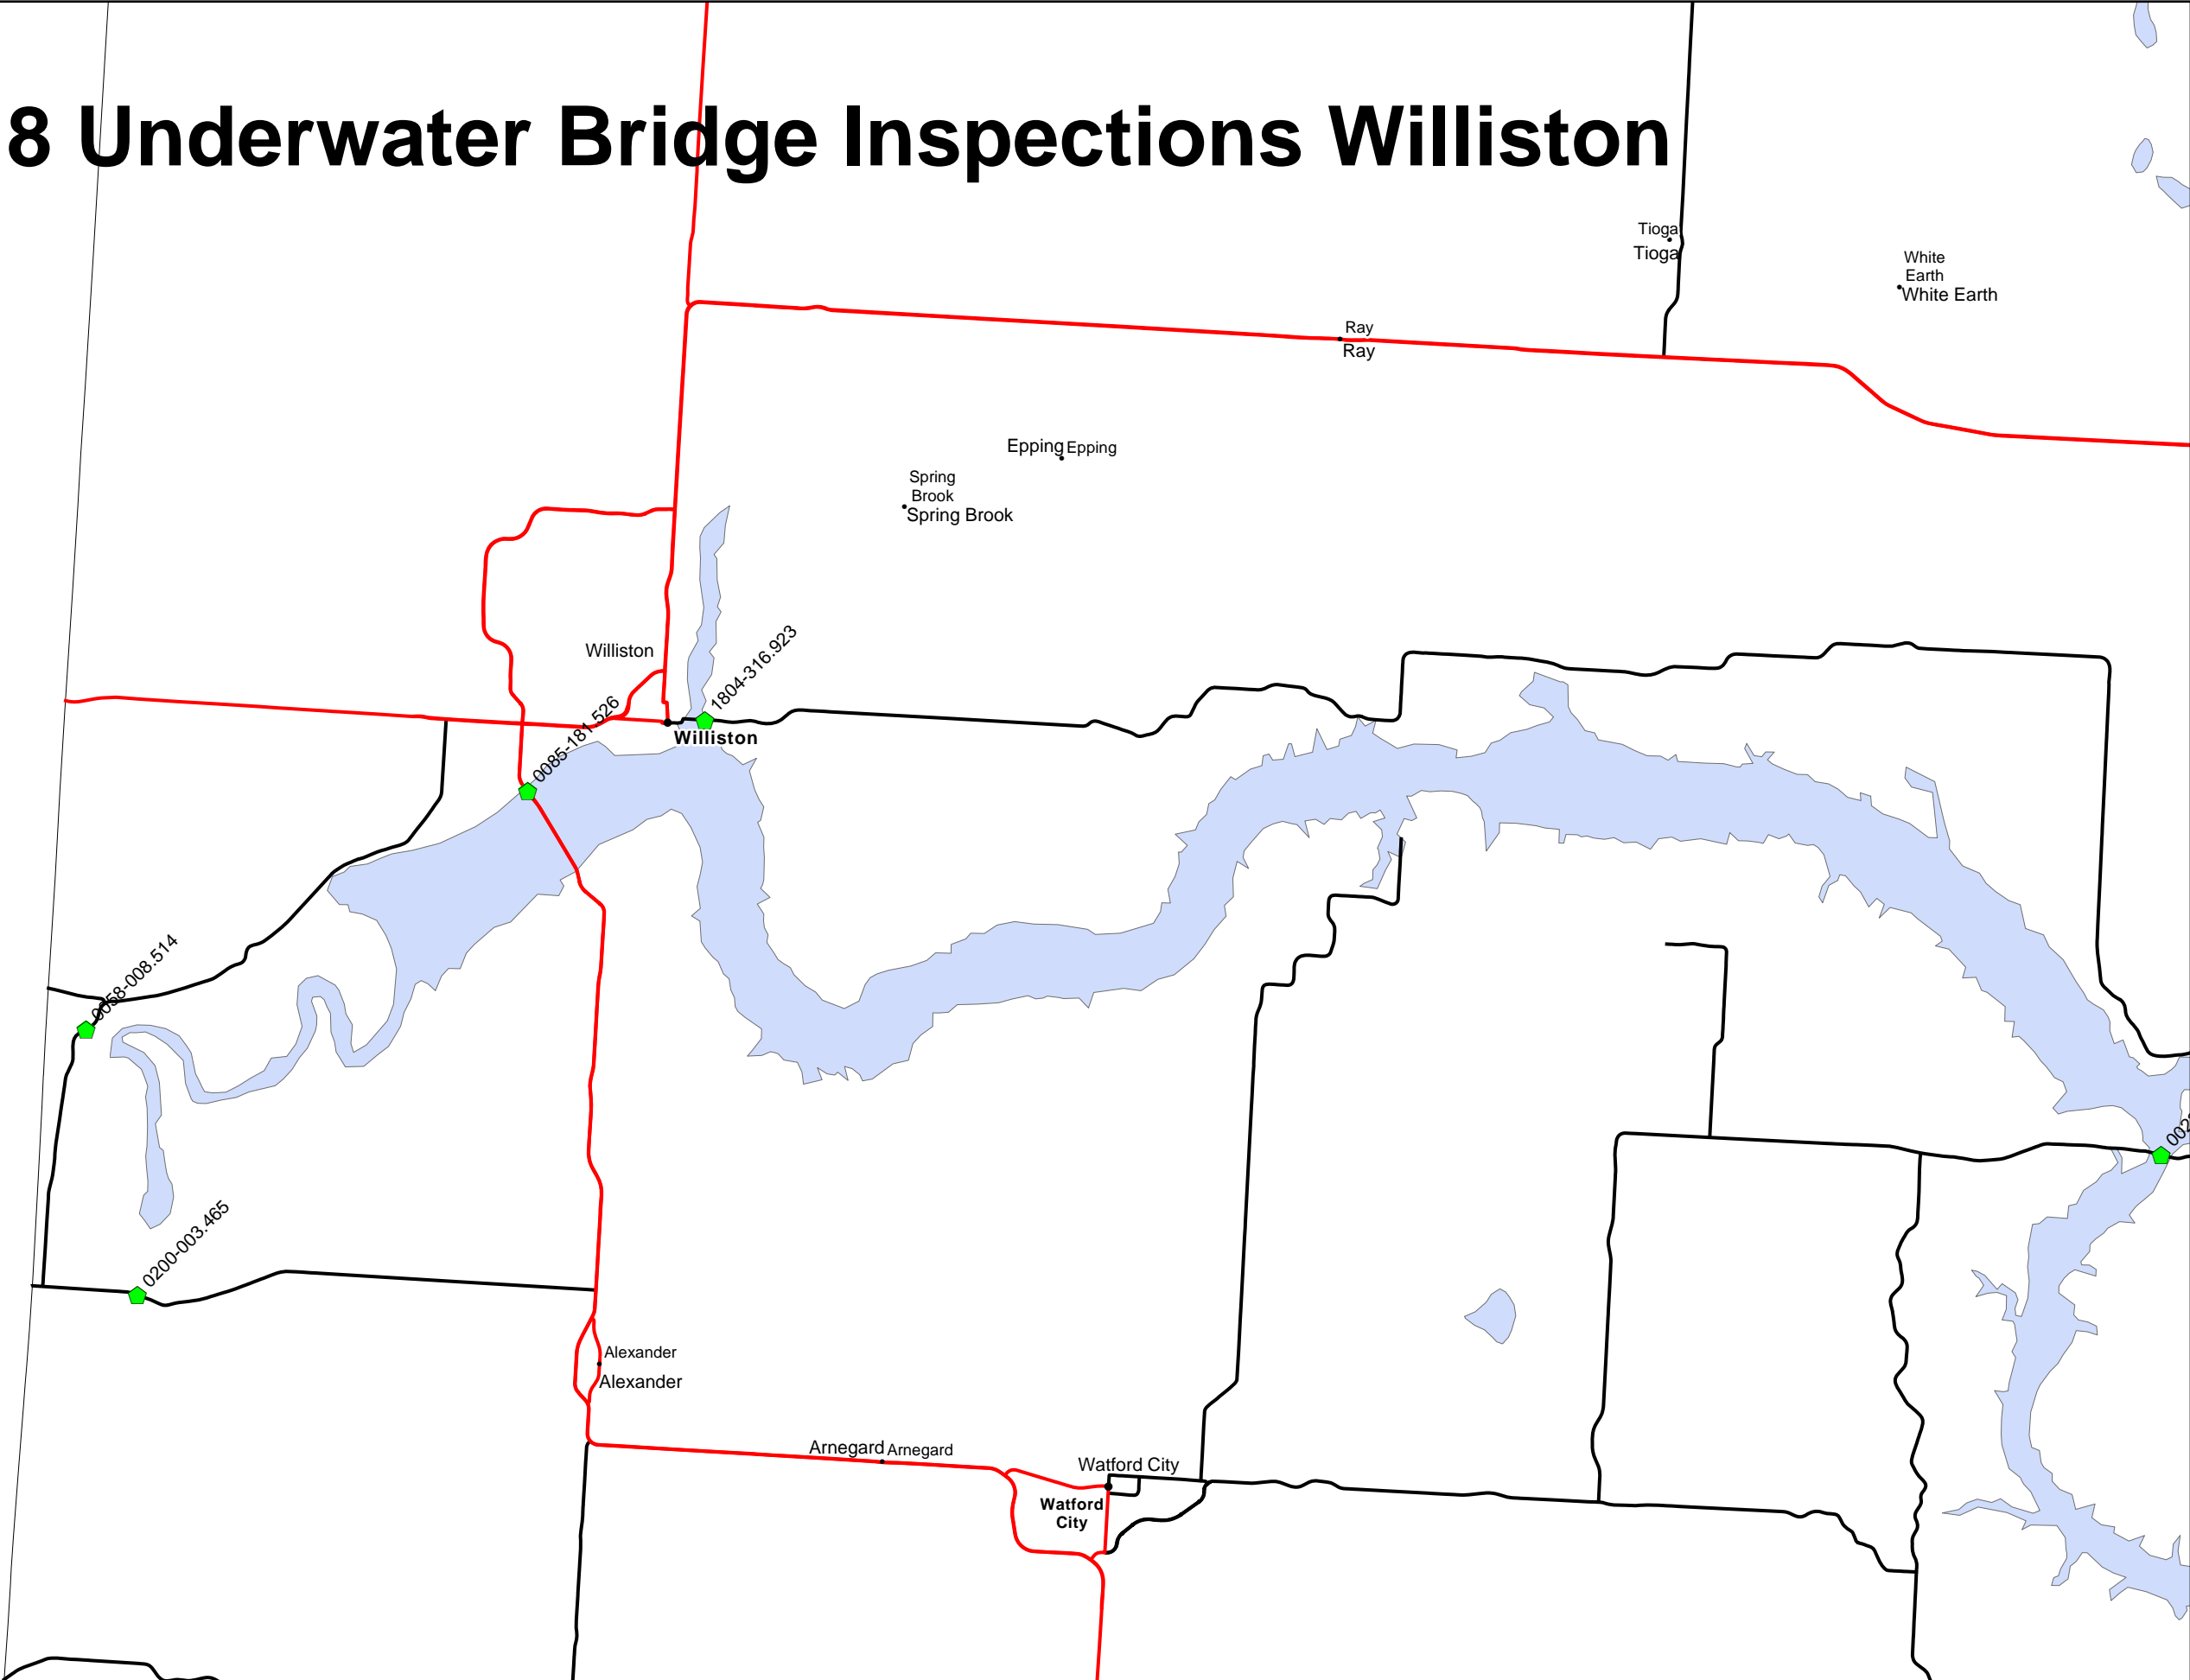 8 Underwater Bridge Inspections Williston
Tioga
Tioga
White
Earth
White Earth
Ray
Ray
Epping Epping
Spring
Brook
Spring Brook
Williston
1804-316.923
0085-181.526
Williston
0058-008.514
0200-003.465
Alexander
Alexander
Arnegard Arnegard
Watford City
Watford
City